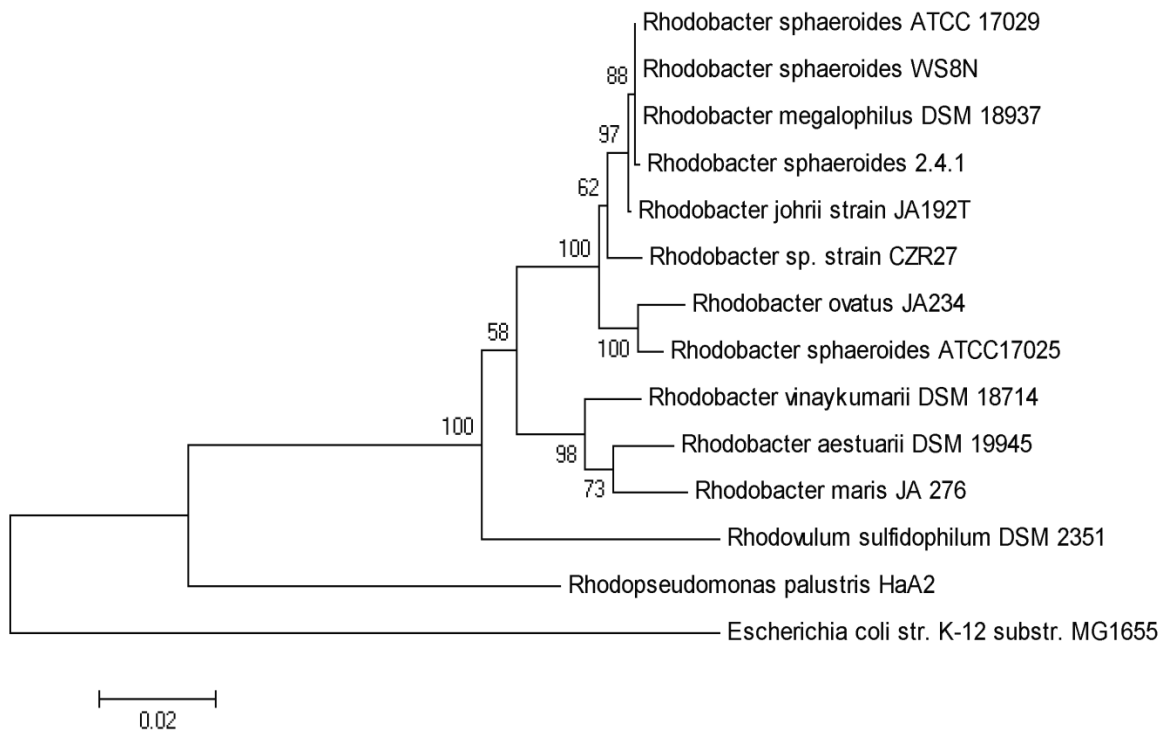 Rhodobacter sphaeroides ATCC 17029
Rhodobacter sphaeroides WS8N
88
Rhodobacter megalophilus DSM 18937
97
Rhodobacter sphaeroides 2.4.1
62
Rhodobacter johrii strain JA192T
100
Rhodobacter sp. strain CZR27
Rhodobacter ovatus JA234
58
100
Rhodobacter sphaeroides ATCC17025
Rhodobacter vinaykumarii DSM 18714
100
98
Rhodobacter aestuarii DSM 19945
73
Rhodobacter maris JA 276
Rhodovulum sulfidophilum DSM 2351
Rhodopseudomonas palustris HaA2
Escherichia coli str. K-12 substr. MG1655
0.02